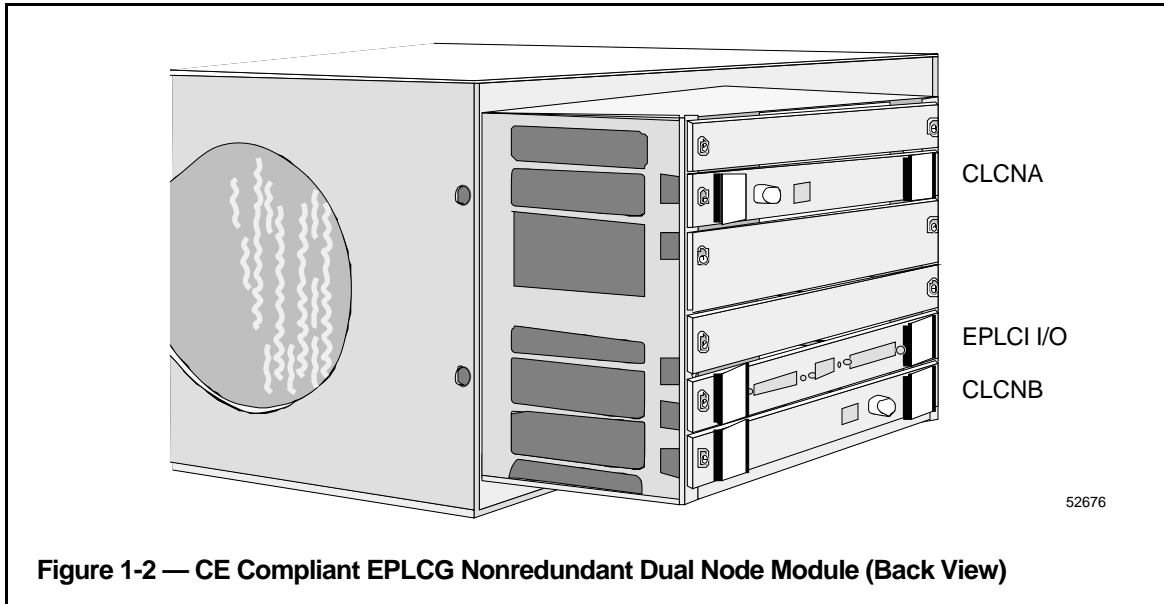 CLCNA
EPLCI I/O
CLCNB
52676
Figure 1-2 — CE Compliant EPLCG Nonredundant Dual Node Module (Back View)